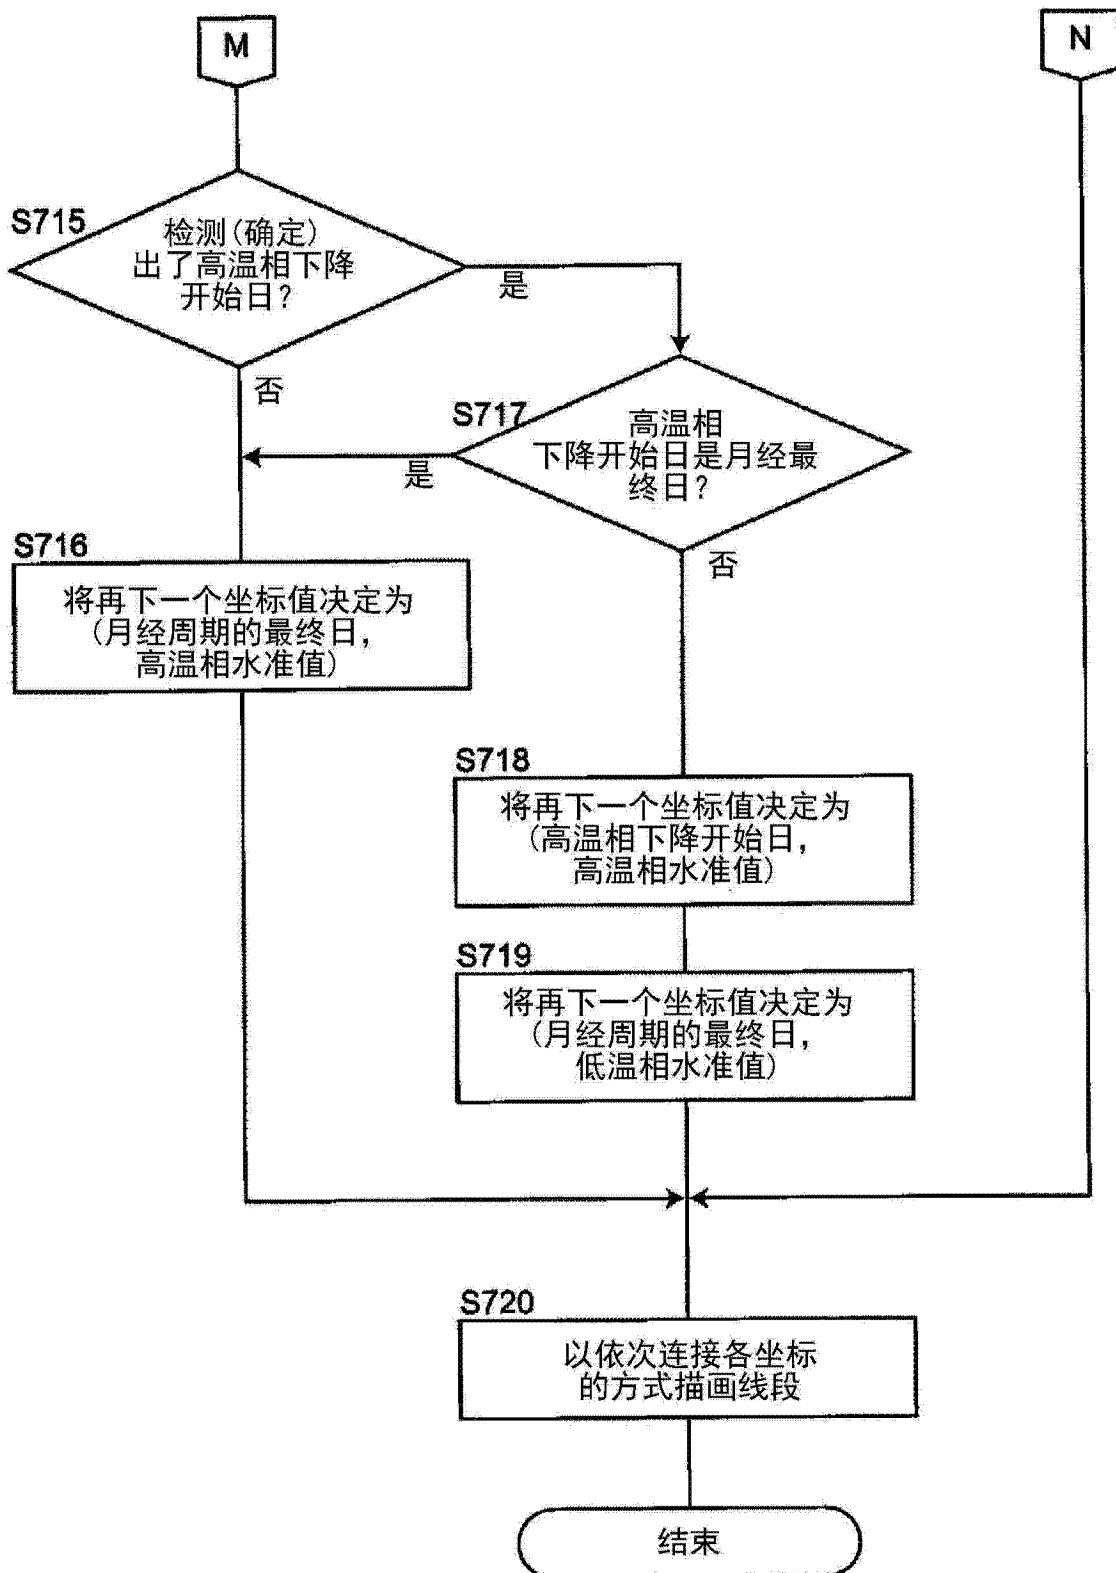 M
N
S715
检测(确定)
出了高温相下降
开始日?
是
否
S717
高温相
下降开始日是月经最
终日?
是
否
S716
将再下一个坐标值决定为
(月经周期的最终日,
高温相水准值)
S718
将再下一个坐标值决定为
(高温相下降开始日,
高温相水准值)
S719
将再下一个坐标值决定为
(月经周期的最终日,
低温相水准值)
S720
以依次连接各坐标
的方式描画线段
结束